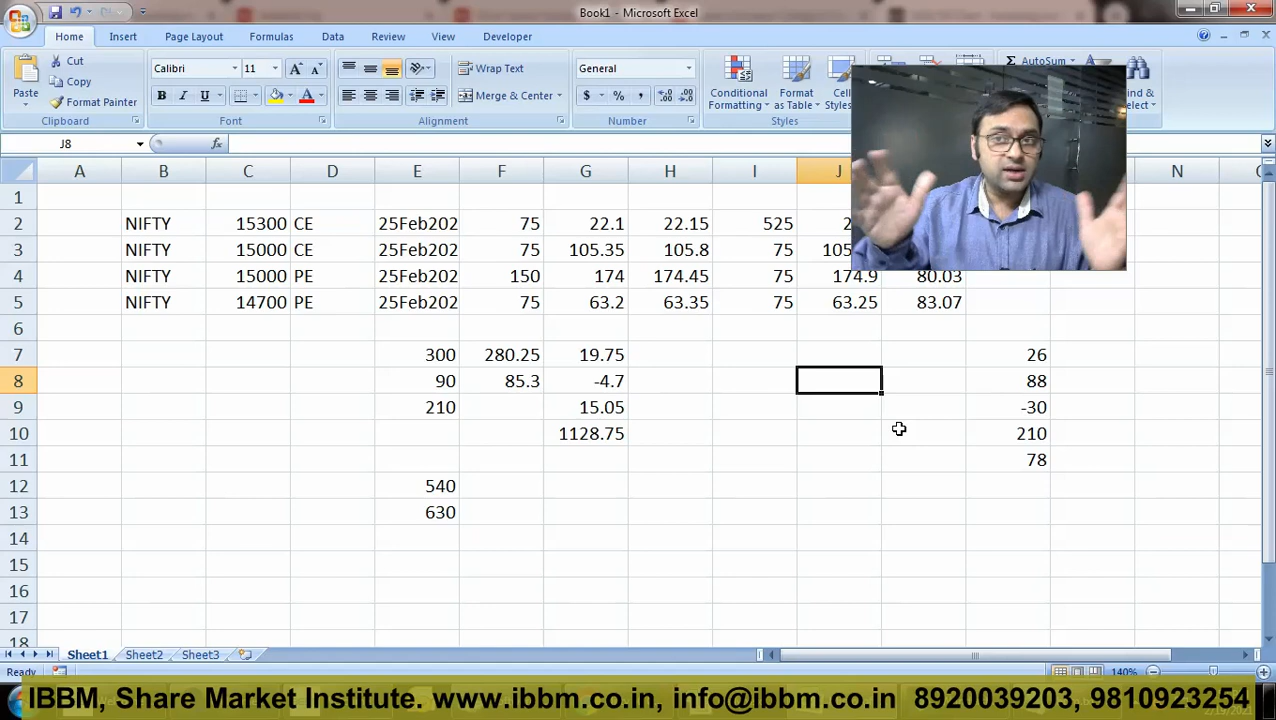 Book1 - Microsoft Excel
Home Insert Page Layout Formulas Data Review View Developer
Paste
Cut
Copy
Format Painter
Clipboard
Calibri 11
B I U
Font
Wrap Text
Merge & Center
Alignment
General
$ % ,
Number
Conditional Formatting
Format as Table
Styles
Σ AutoSum
J8 fx
A B C D E F G H I J N
1
2 NIFTY 15300 CE 25Feb202 75 22.1 22.15 525
3 NIFTY 15000 CE 25Feb202 75 105.35 105.8 75
4 NIFTY 15000 PE 25Feb202 150 174 174.45 75 174.9 80.03
5 NIFTY 14700 PE 25Feb202 75 63.2 63.35 75 63.25 83.07
6
7 300 280.25 19.75 26
8 90 85.3 -4.7 88
9 210 15.05 -30
10 1128.75 210
11 78
12 540
13 630
14
15
16
17
18
Sheet1 Sheet2 Sheet3
Ready 140%
IBBM, Share Market Institute. www.ibbm.co.in, info@ibbm.co.in 8920039203, 9810923254